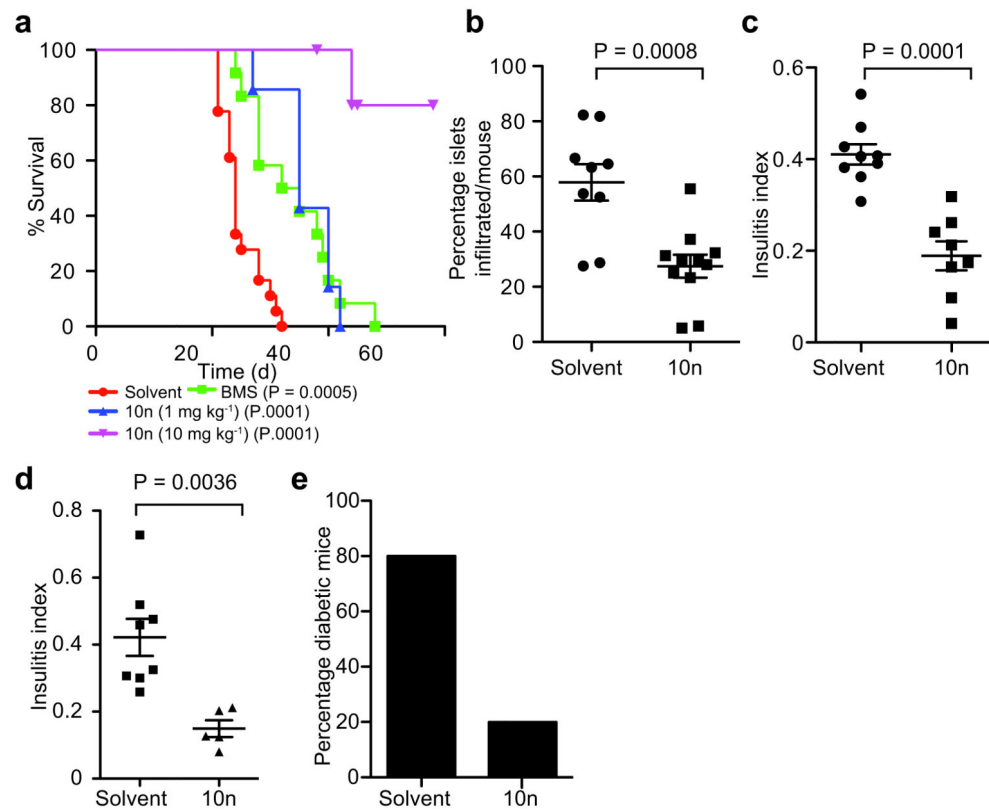 a
100
80
60
40
20
0
% Survival
0 20 40 60
Time (d)
Solvent BMS (P = 0.0005)
10n (1 mg kg⁻¹) (P.0001)
10n (10 mg kg⁻¹) (P.0001)
b
P = 0.0008
100
80
60
40
20
0
Percentage islets
infiltrated/mouse
Solvent 10n
c
P = 0.0001
0.6
0.4
0.2
0
Insulitis index
Solvent 10n
d
P = 0.0036
0.8
0.6
0.4
0.2
0
Insulitis index
Solvent 10n
e
100
80
60
40
20
0
Percentage diabetic mice
Solvent 10n